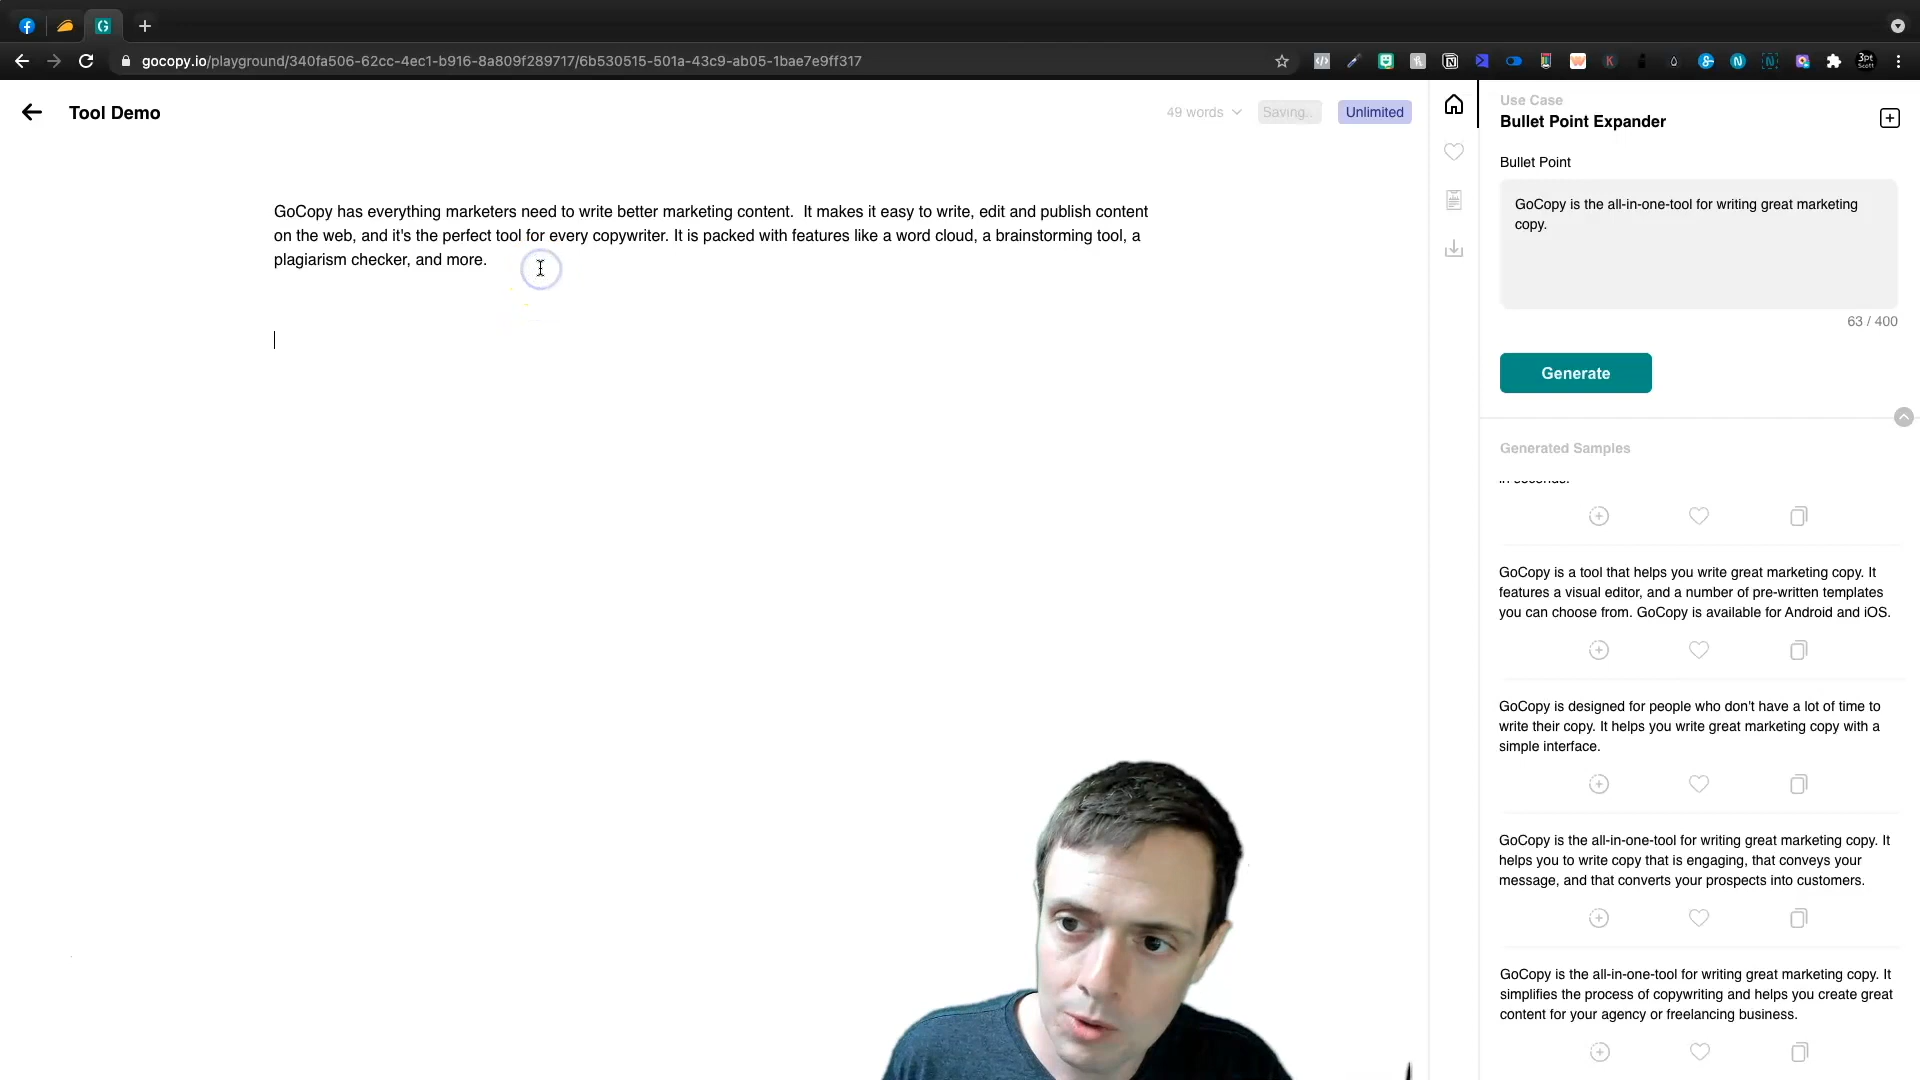 gocopy.io/playground/340fa506-62cc-4ec1-b916-8a809f289717/6b530515-501a-43c9-ab05-1bae7e9ff317
3pt
Scott
Tool Demo
49 words
Saving..
Unlimited
GoCopy has everything marketers need to write better marketing content.  It makes it easy to write, edit and publish content
on the web, and it's the perfect tool for every copywriter. It is packed with features like a word cloud, a brainstorming tool, a
plagiarism checker, and more.
Use Case
Bullet Point Expander
Bullet Point
GoCopy is the all-in-one-tool for writing great marketing
copy.
63 / 400
Generate
Generated Samples
in seconds.
GoCopy is a tool that helps you write great marketing copy. It
features a visual editor, and a number of pre-written templates
you can choose from. GoCopy is available for Android and iOS.
GoCopy is designed for people who don't have a lot of time to
write their copy. It helps you write great marketing copy with a
simple interface.
GoCopy is the all-in-one-tool for writing great marketing copy. It
helps you to write copy that is engaging, that conveys your
message, and that converts your prospects into customers.
GoCopy is the all-in-one-tool for writing great marketing copy. It
simplifies the process of copywriting and helps you create great
content for your agency or freelancing business.